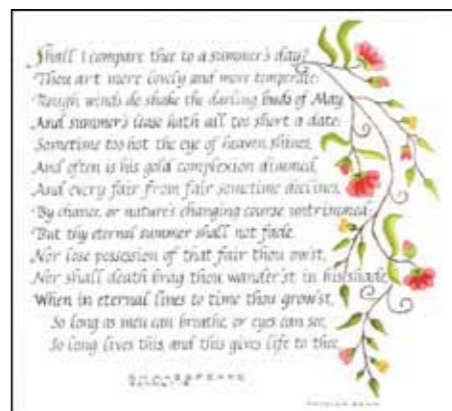 Shall I compare thee to a summer's day?
Thou art more lovely and more temperate:
Rough winds do shake the darling buds of May
And summer's lease hath all too short a date:
Sometime too hot the eye of heaven shines,
And often is his gold complexion dimmed,
And every fair from fair sometime declines,
By chance, or nature's changing course untrimmed:
But thy eternal summer shall not fade,
Nor lose possession of that fair thou ow'st,
Nor shall death brag thou wander'st in his shade,
When in eternal lines to time thou grow'st,
So long as men can breathe or eyes can see,
So long lives this, and this gives life to thee.
SHAKESPEARE